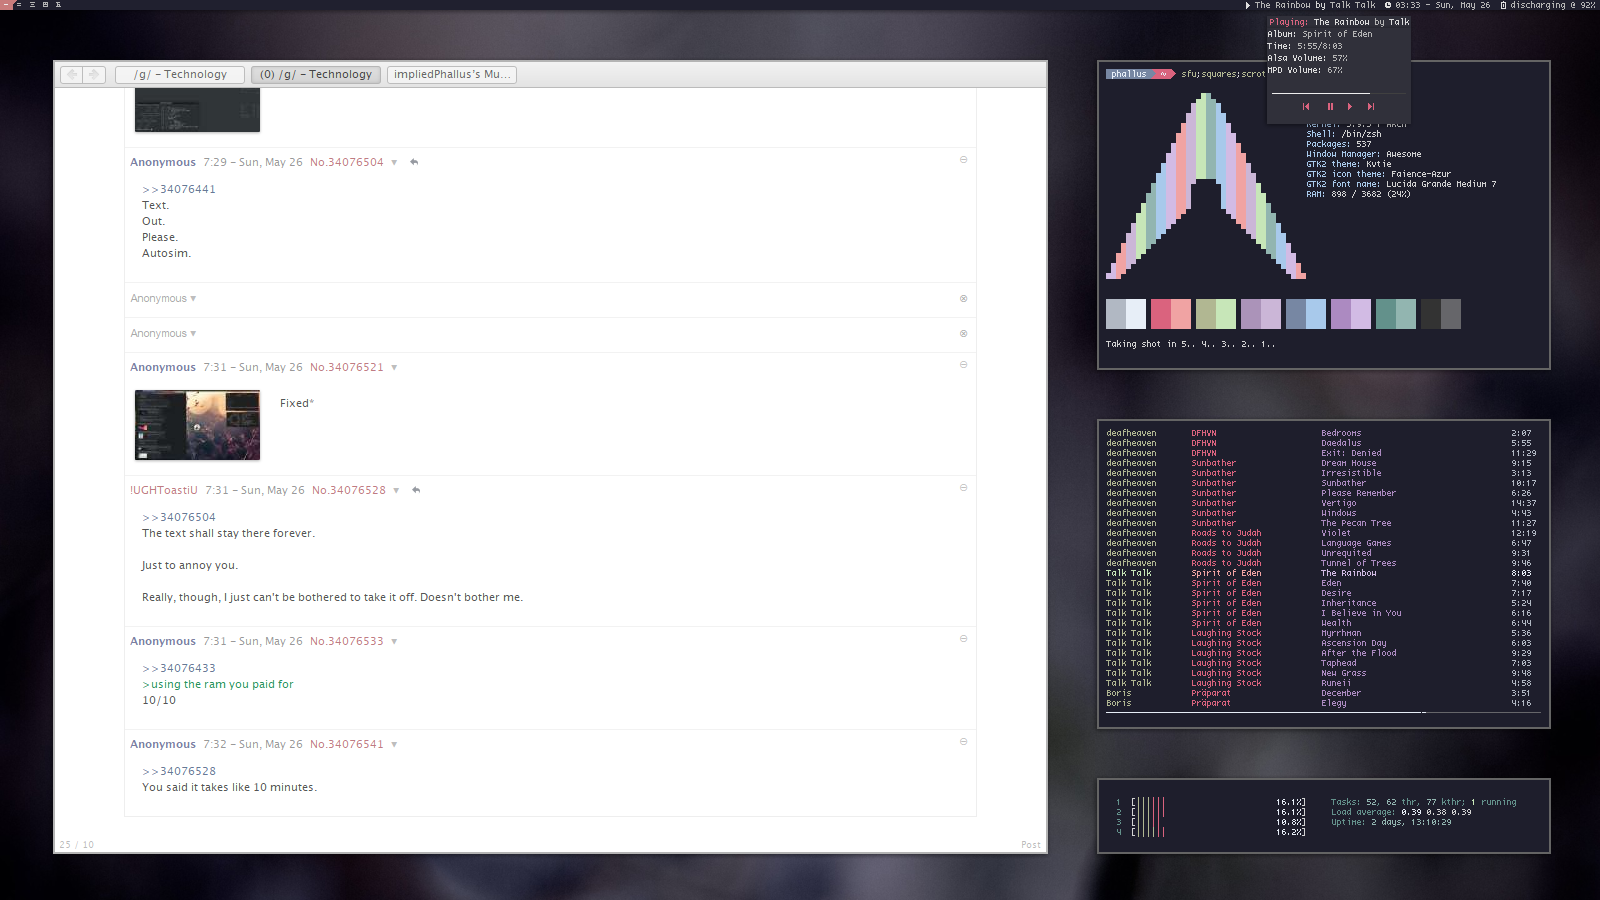 The Rainbow by Talk Talk 03:33 - Sun, May 26 discharging @ 92%
Playing: The Rainbow by Talk
Album: Spirit of Eden
Time: 5:55/8:03
Alsa Volume: 57%
MPD Volume: 67%
/g/ – Technology
(0) /g/ – Technology
impliedPhallus's Mu...
Anonymous 7:29 – Sun, May 26 No.34076504
>>34076441
Text.
Out.
Please.
Autosim.
Anonymous
Anonymous
Anonymous 7:31 – Sun, May 26 No.34076521
Fixed*
!UGHToastiU 7:31 – Sun, May 26 No.34076528
>>34076504
The text shall stay there forever.
Just to annoy you.
Really, though, I just can't be bothered to take it off. Doesn't bother me.
Anonymous 7:31 – Sun, May 26 No.34076533
>>34076433
>using the ram you paid for
10/10
Anonymous 7:32 – Sun, May 26 No.34076541
>>34076528
You said it takes like 10 minutes.
25 / 10
Post
phallus ~ sfu;squares;scrot
Shell: /bin/zsh
Packages: 537
Window Manager: Awesome
GTK2 theme: Kvtie
GTK2 icon theme: Faience-Azur
GTK2 font name: Lucida Grande Medium 7
RAM: 898 / 3682 (24%)
Taking shot in 5.. 4.. 3.. 2.. 1..
deafheaven DFHVN Bedrooms 2:07
deafheaven DFHVN Daedalus 5:55
deafheaven DFHVN Exit: Denied 11:29
deafheaven Sunbather Dream House 9:15
deafheaven Sunbather Irresistible 3:13
deafheaven Sunbather Sunbather 10:17
deafheaven Sunbather Please Remember 6:26
deafheaven Sunbather Vertigo 14:37
deafheaven Sunbather Windows 4:43
deafheaven Sunbather The Pecan Tree 11:27
deafheaven Roads to Judah Violet 12:19
deafheaven Roads to Judah Language Games 6:47
deafheaven Roads to Judah Unrequited 9:31
deafheaven Roads to Judah Tunnel of Trees 9:46
Talk Talk Spirit of Eden The Rainbow 8:03
Talk Talk Spirit of Eden Eden 7:40
Talk Talk Spirit of Eden Desire 7:17
Talk Talk Spirit of Eden Inheritance 5:24
Talk Talk Spirit of Eden I Believe in You 6:16
Talk Talk Spirit of Eden Wealth 6:44
Talk Talk Laughing Stock Myrrhman 5:36
Talk Talk Laughing Stock Ascension Day 6:03
Talk Talk Laughing Stock After the Flood 9:29
Talk Talk Laughing Stock Taphead 7:03
Talk Talk Laughing Stock New Grass 9:48
Talk Talk Laughing Stock Runeii 4:58
Boris Präparat December 3:51
Boris Präparat Elegy 4:16
1 [|||||| 16.1%] Tasks: 52, 62 thr, 77 kthr; 1 running
2 [|||||| 16.1%] Load average: 0.39 0.38 0.39
3 [||||| 10.8%] Uptime: 2 days, 13:10:29
4 [|||||| 16.2%]